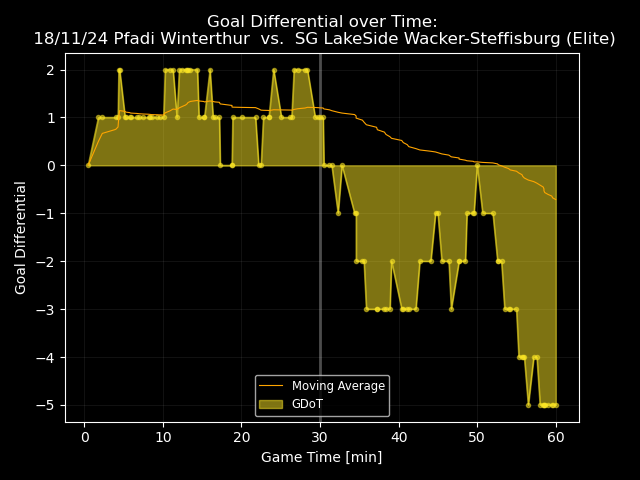 Goal Differential over Time:
18/11/24 Pfadi Winterthur  vs.  SG LakeSide Wacker-Steffisburg (Elite)
2
1
0
−1
−2
−3
−4
−5
Goal Differential
Moving Average
GDoT
0 10 20 30 40 50 60
Game Time [min]